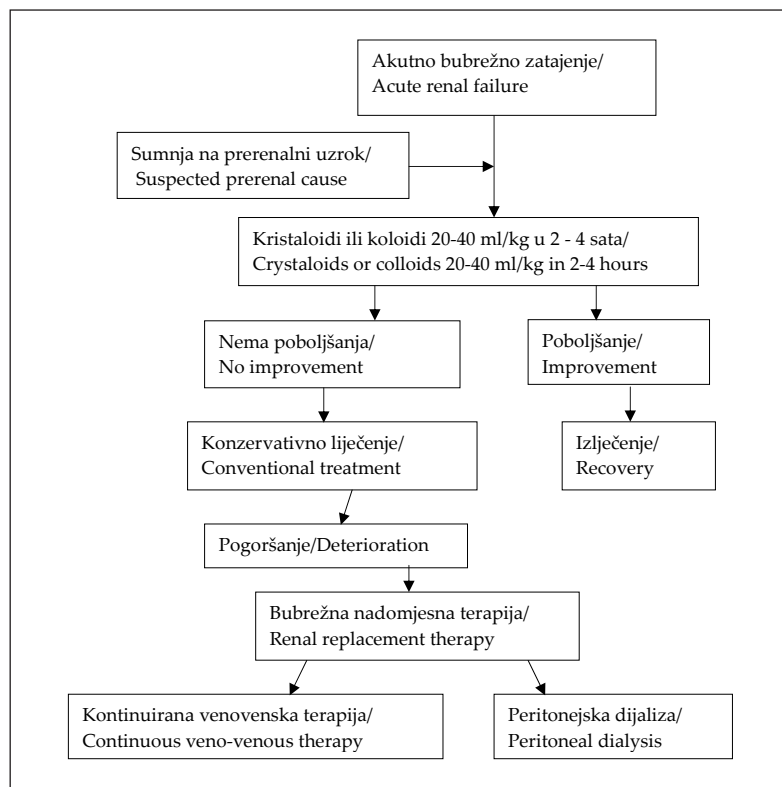 Akutno bubrežno zatajenje/
Acute renal failure
Sumnja na prerenalni uzrok/
Suspected prerenal cause
Kristaloidi ili koloidi 20-40 ml/kg u 2 - 4 sata/
Crystaloids or colloids 20-40 ml/kg in 2-4 hours
Nema poboljšanja/
No improvement
Poboljšanje/
Improvement
Konzervativno liječenje/
Conventional treatment
Izlječenje/
Recovery
Pogoršanje/Deterioration
Bubrežna nadomjesna terapija/
Renal replacement therapy
Kontinuirana venovenska terapija/
Continuous veno-venous therapy
Peritonejska dijaliza/
Peritoneal dialysis